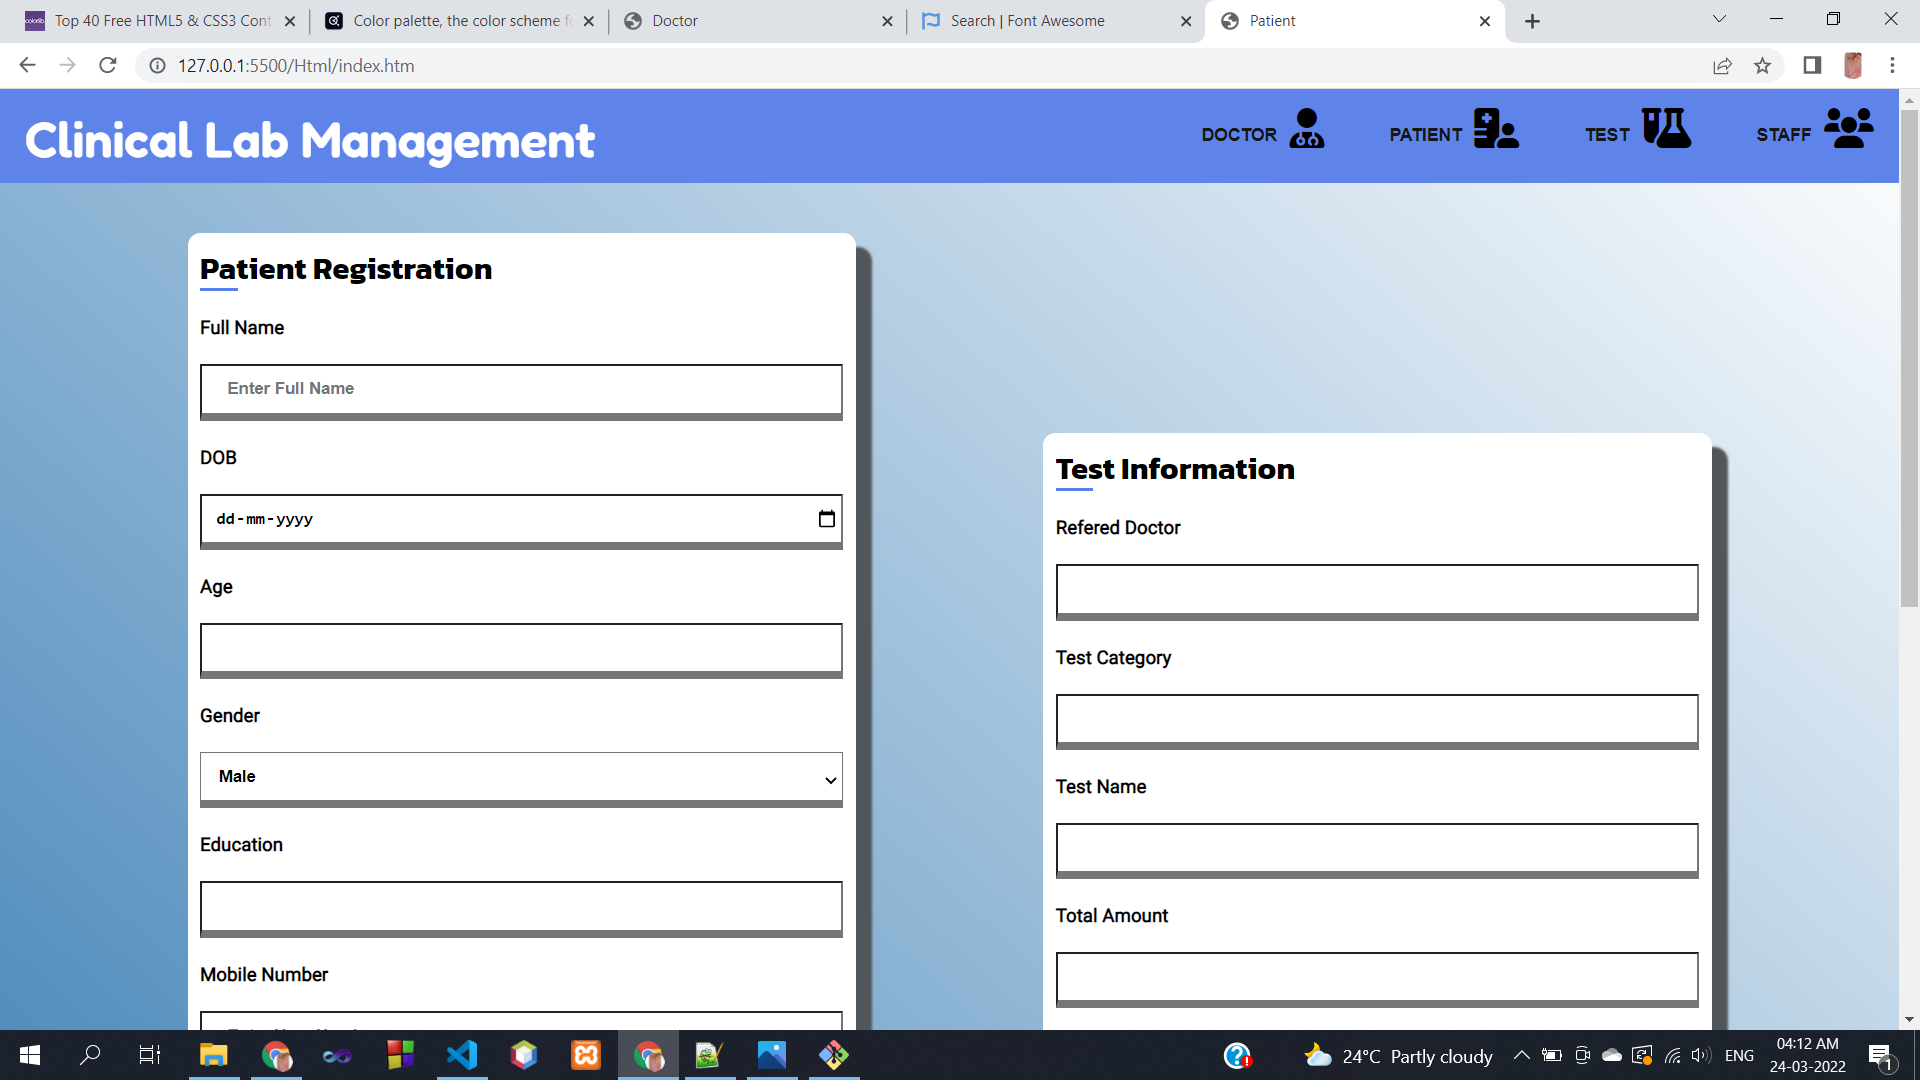 Top 40 Free HTML5 & CSS3 Cont
Color palette, the color scheme f
Doctor
Search | Font Awesome
Patient
127.0.0.1:5500/Html/index.htm
Clinical Lab Management
DOCTOR
PATIENT
TEST
STAFF
Patient Registration
Full Name
Enter Full Name
DOB
dd-mm-yyyy
Age
Gender
Male
Education
Mobile Number
Test Information
Refered Doctor
Test Category
Test Name
Total Amount
24°C Partly cloudy
ENG
04:12 AM
24-03-2022
1